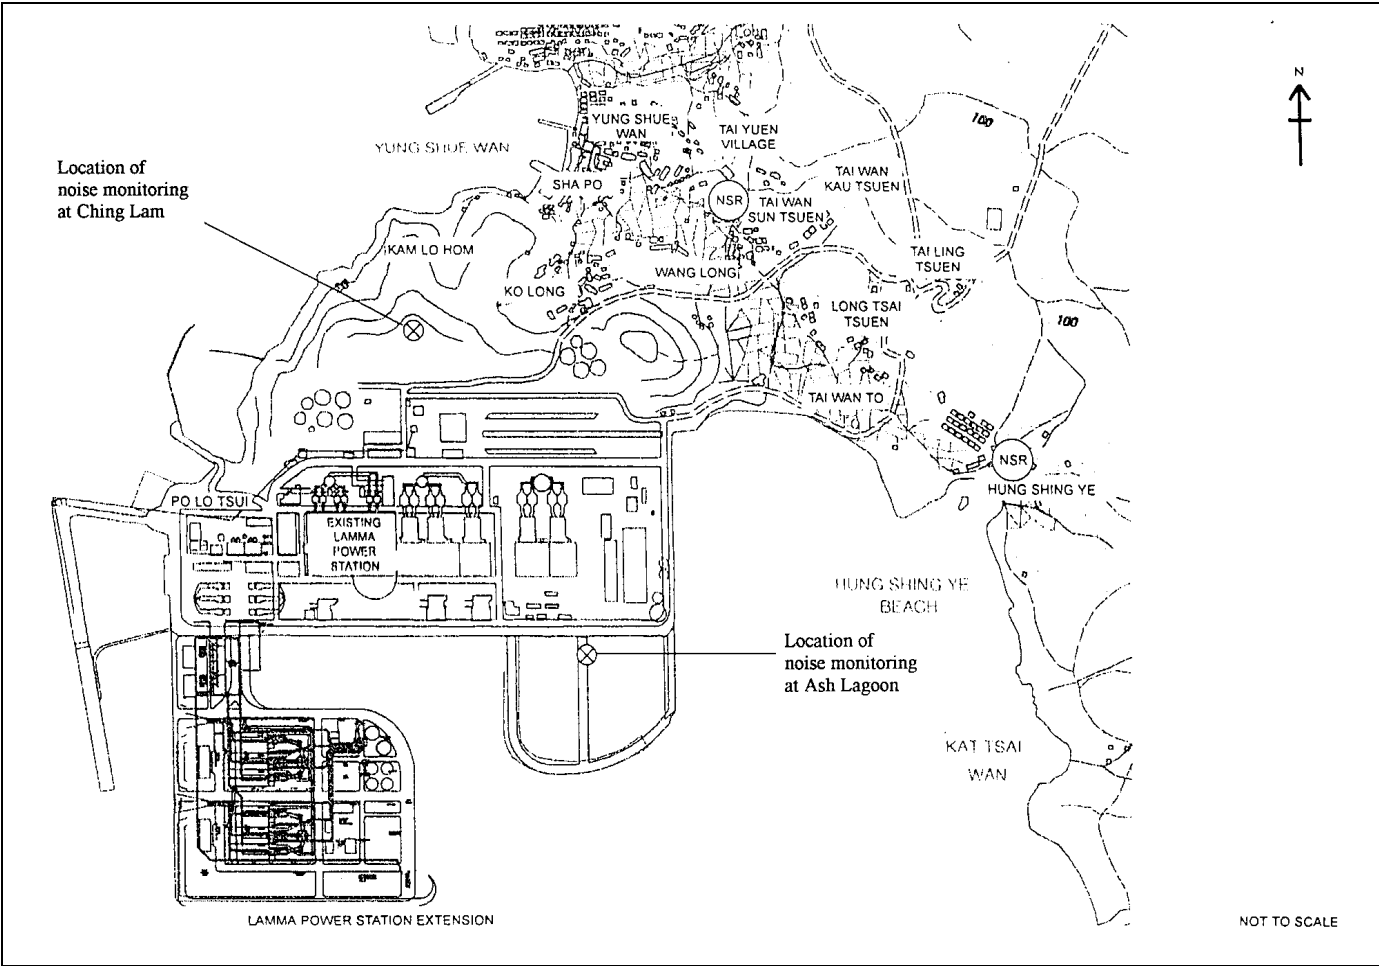 N
YUNG SHUE
WAN
TAI YUEN
VILLAGE
100
YUNG SHUE WAN
Location of
noise monitoring
at Ching Lam
SHA PO
TAI WAN
KAU TSUEN
NSR
TAI WAN
SUN TSUEN
KAM LO HOM
TAI LING
TSUEN
WANG LONG
KO LONG
LONG TSAI
TSUEN
100
TAI WAN TO
NSR
HUNG SHING YE
PO LO TSUI
EXISTING
LAMMA
POWER
STATION
HUNG SHING YE
BEACH
Location of
noise monitoring
at Ash Lagoon
KAT TSAI
WAN
LAMMA POWER STATION EXTENSION
NOT TO SCALE